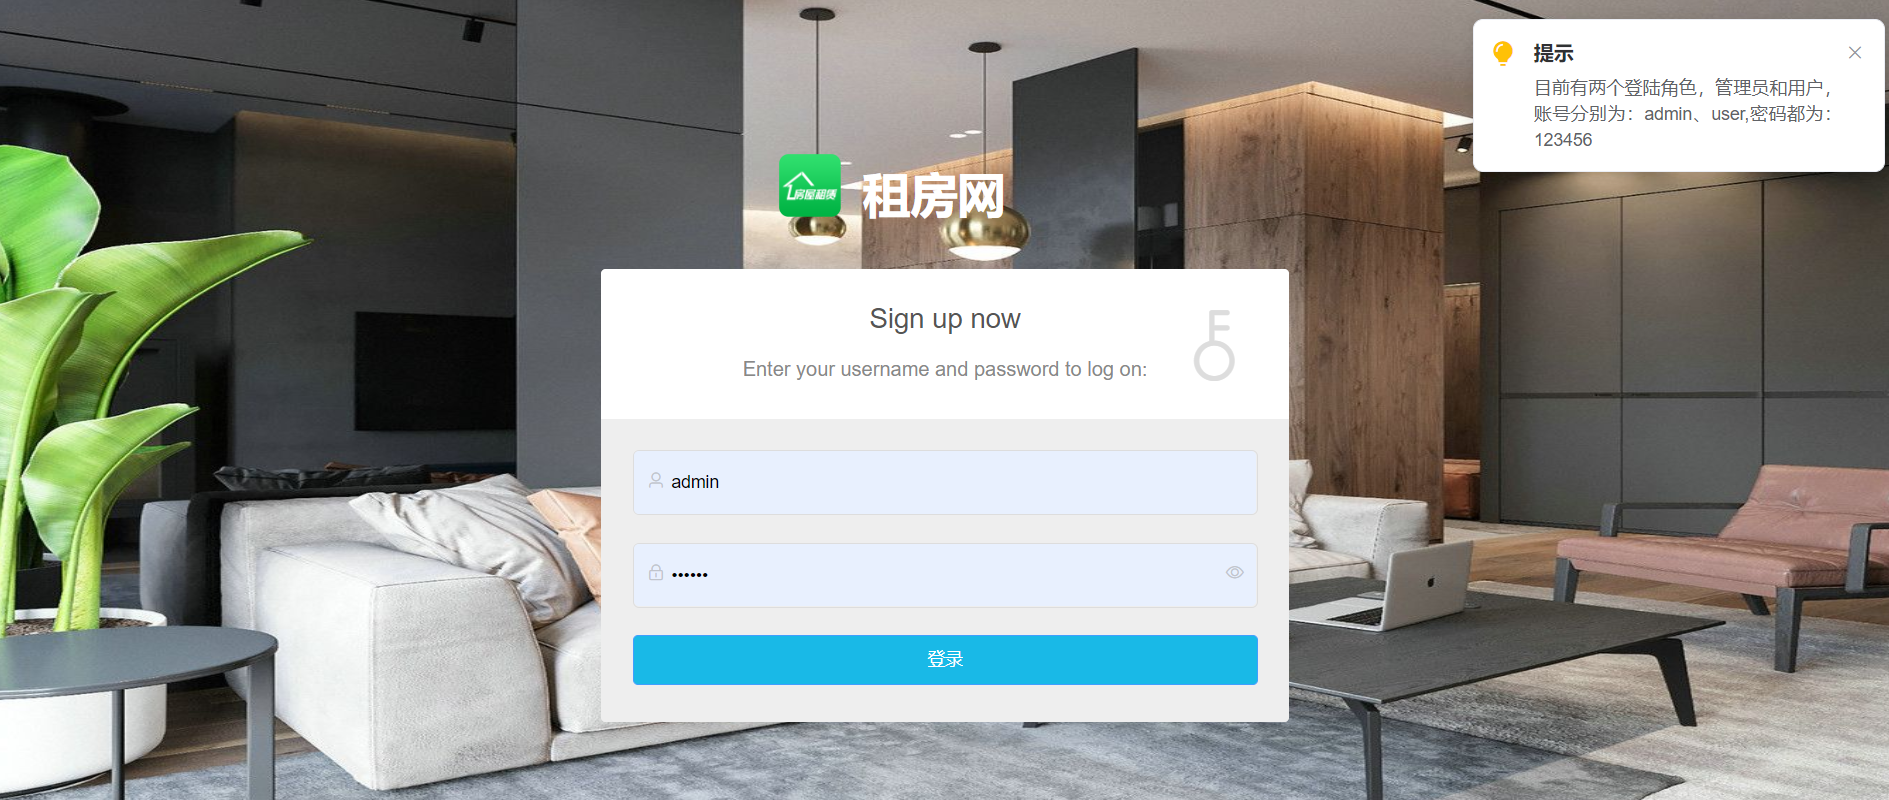 提示
目前有两个登陆角色，管理员和用户，
账号分别为：admin、user,密码都为：
123456
房屋租赁
租房网
Sign up now
Enter your username and password to log on:
admin
••••••
登录